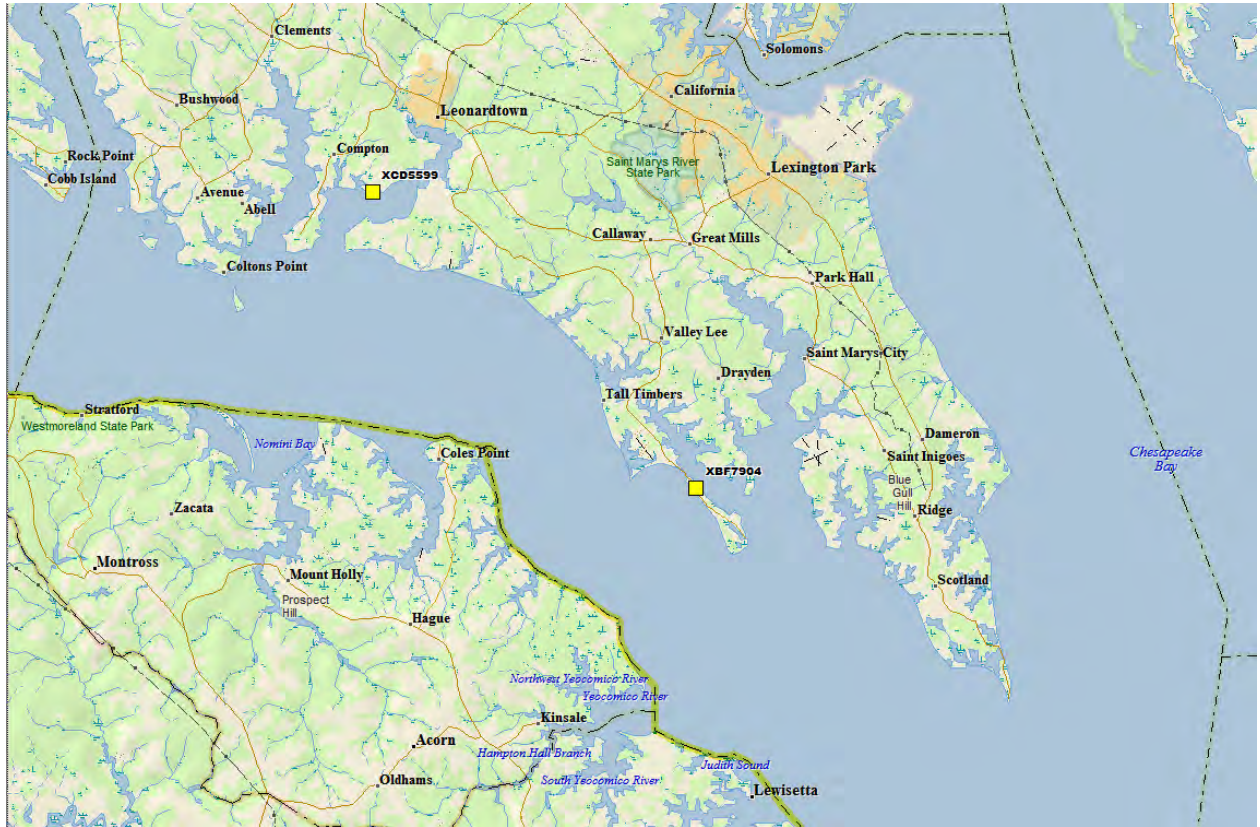 Clements
Solomons
Bushwood
California
Leonardtown
Rock Point
Compton
Saint Marys River
State Park
Lexington Park
Cobb Island
XCD5599
Avenue
Abell
Callaway
Great Mills
Coltons Point
Park Hall
Valley Lee
Saint Marys City
Drayden
Tall Timbers
Stratford
Westmoreland State Park
Nomini Bay
Coles Point
Dameron
Saint Inigoes
Chesapeake
Bay
XBF7904
Blue
Gull
Hill
Zacata
Ridge
Montross
Mount Holly
Prospect
Hill
Scotland
Hague
Northwest Yeocomico River
Yeocomico River
Kinsale
Acorn
Hampton Hall Branch
Judith Sound
Oldhams
South Yeocomico River
Lewisetta